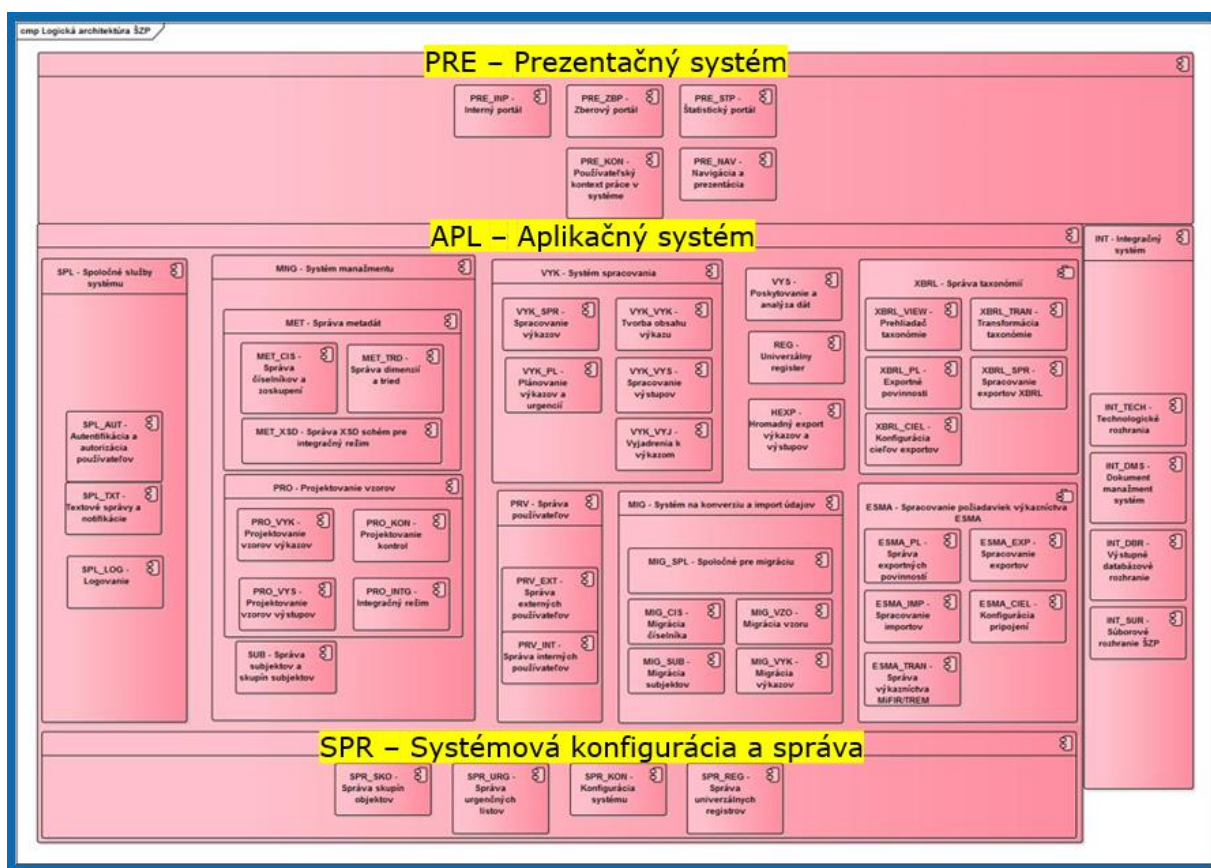 cmp Logická architektúra ŠZP
PRE – Prezentačný systém
PRE_INP -
Interný portál
PRE_ZBP -
Zberový portál
PRE_STP -
Štatistický portál
PRE_KON -
Používateľský
kontext práce v
systéme
PRE_NAV -
Navigácia a
prezentácia
APL – Aplikačný systém
SPL - Spoločné služby
systému
SPL_AUT -
Autentifikácia a
autorizácia
používateľov
SPL_TXT -
Textové správy a
notifikácie
SPL_LOG -
Logovanie
MNG - Systém manažmentu
MET - Správa metadát
MET_CIS -
Správa
číselníkov a
zoskupení
MET_TRD -
Správa dimenzií
a tried
MET_XSD - Správa XSD schém pre
integračný režim
PRO - Projektovanie vzorov
PRO_VYK -
Projektovanie
vzorov výkazov
PRO_KON -
Projektovanie
kontrol
PRO_VYS -
Projektovanie
vzorov výstupov
PRO_INTG -
Integračný režim
SUB - Správa
subjektov a
skupín subjektov
VYK - Systém spracovania
VYK_SPR -
Spracovanie
výkazov
VYK_VYK -
Tvorba obsahu
výkazu
VYK_PL -
Plánovanie
výkazov a
urgencií
VYK_VYS -
Spracovanie
výstupov
VYK_VYJ -
Vyjadrenia k
výkazom
VYS -
Poskytovanie a
analýza dát
REG -
Univerzálny
register
HEXP -
Hromadný export
výkazov a
výstupov
XBRL - Správa taxonómií
XBRL_VIEW -
Prehliadač
taxonómie
XBRL_TRAN -
Transformácia
taxonómie
XBRL_PL -
Exportné
povinnosti
XBRL_SPR -
Spracovanie
exportov XBRL
XBRL_CIEL -
Konfigurácia
cieľov exportov
PRV - Správa
používateľov
PRV_EXT -
Správa
externých
používateľov
PRV_INT -
Správa interných
používateľov
MIG - Systém na konverziu a import údajov
MIG_SPL - Spoločné pre migráciu
MIG_CIS -
Migrácia
číselníka
MIG_VZO -
Migrácia vzoru
MIG_SUB -
Migrácia
subjektov
MIG_VYK -
Migrácia
výkazov
ESMA - Spracovanie požiadaviek výkazníctva
ESMA
ESMA_PL -
Správa
exportných
povinností
ESMA_EXP -
Spracovanie
exportov
ESMA_IMP -
Spracovanie
importov
ESMA_CIEL -
Konfigurácia
pripojení
ESMA_TRAN -
Správa
výkazníctva
MiFIR/TREM
INT - Integračný
systém
INT_TECH -
Technologické
rozhrania
INT_DMS -
Dokument
manažment
systém
INT_DBR -
Výstupné
databázové
rozhranie
INT_SUR -
Súborové
rozhranie ŠZP
SPR – Systémová konfigurácia a správa
SPR_SKO -
Správa skupín
objektov
SPR_URG -
Správa
urgenčných
listov
SPR_KON -
Konfigurácia
systému
SPR_REG -
Správa
univerzálnych
registrov